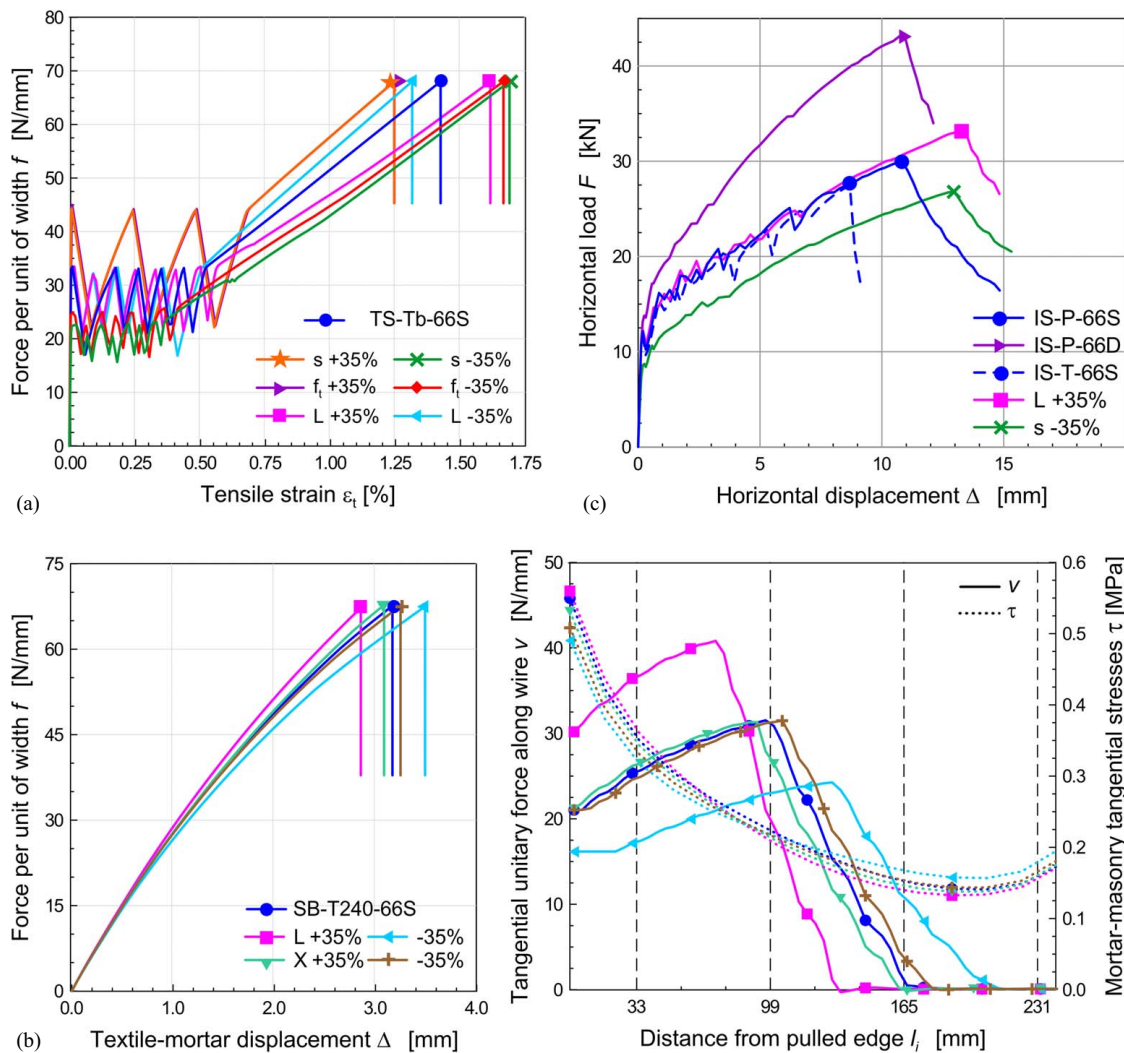 80
70
60
50
40
30
20
10
0
Force per unit of width f [N/mm]
TS-Tb-66S
s +35% s -35%
fₜ +35% fₜ -35%
L +35% L -35%
0.00 0.25 0.50 0.75 1.00 1.25 1.50 1.75
Tensile strain εₜ [%]
(a)
40
30
20
10
0
Horizontal load F [kN]
IS-P-66S
IS-P-66D
IS-T-66S
L +35%
s -35%
0 5 10 15
Horizontal displacement Δ [mm]
(c)
75
60
45
30
15
0
Force per unit of width f [N/mm]
SB-T240-66S
L +35% -35%
X +35% -35%
0.0 1.0 2.0 3.0 4.0
Textile-mortar displacement Δ [mm]
(b)
50
40
30
20
10
0
Tangential unitary force along wire v [N/mm]
v
τ
0.6
0.5
0.4
0.3
0.2
0.1
0.0
Mortar-masonry tangential stresses τ [MPa]
33 99 165 231
Distance from pulled edge lᵢ [mm]